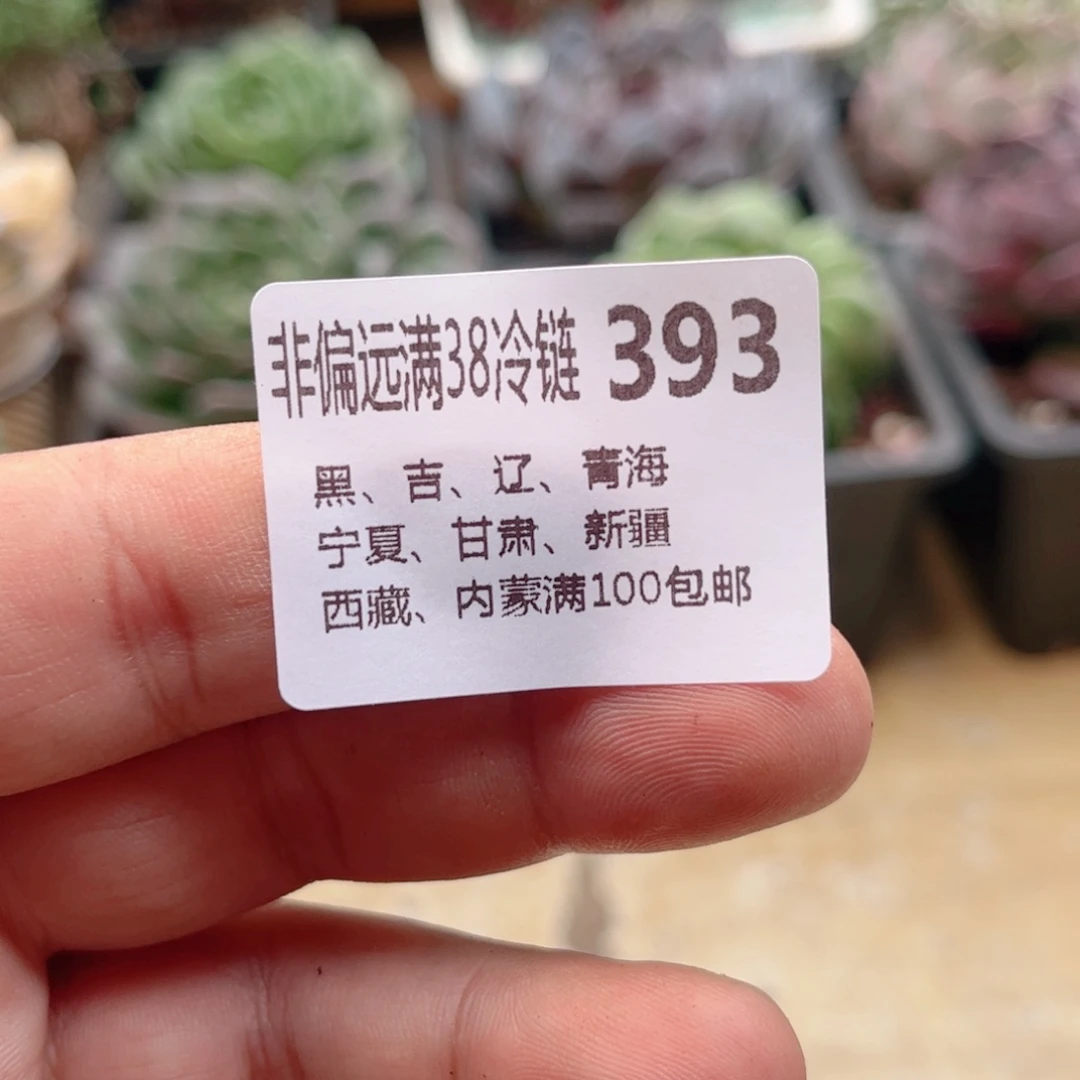 非偏远满38冷链 393
黑、吉、辽、青海
宁夏、甘肃、新疆
西藏、内蒙满100包邮